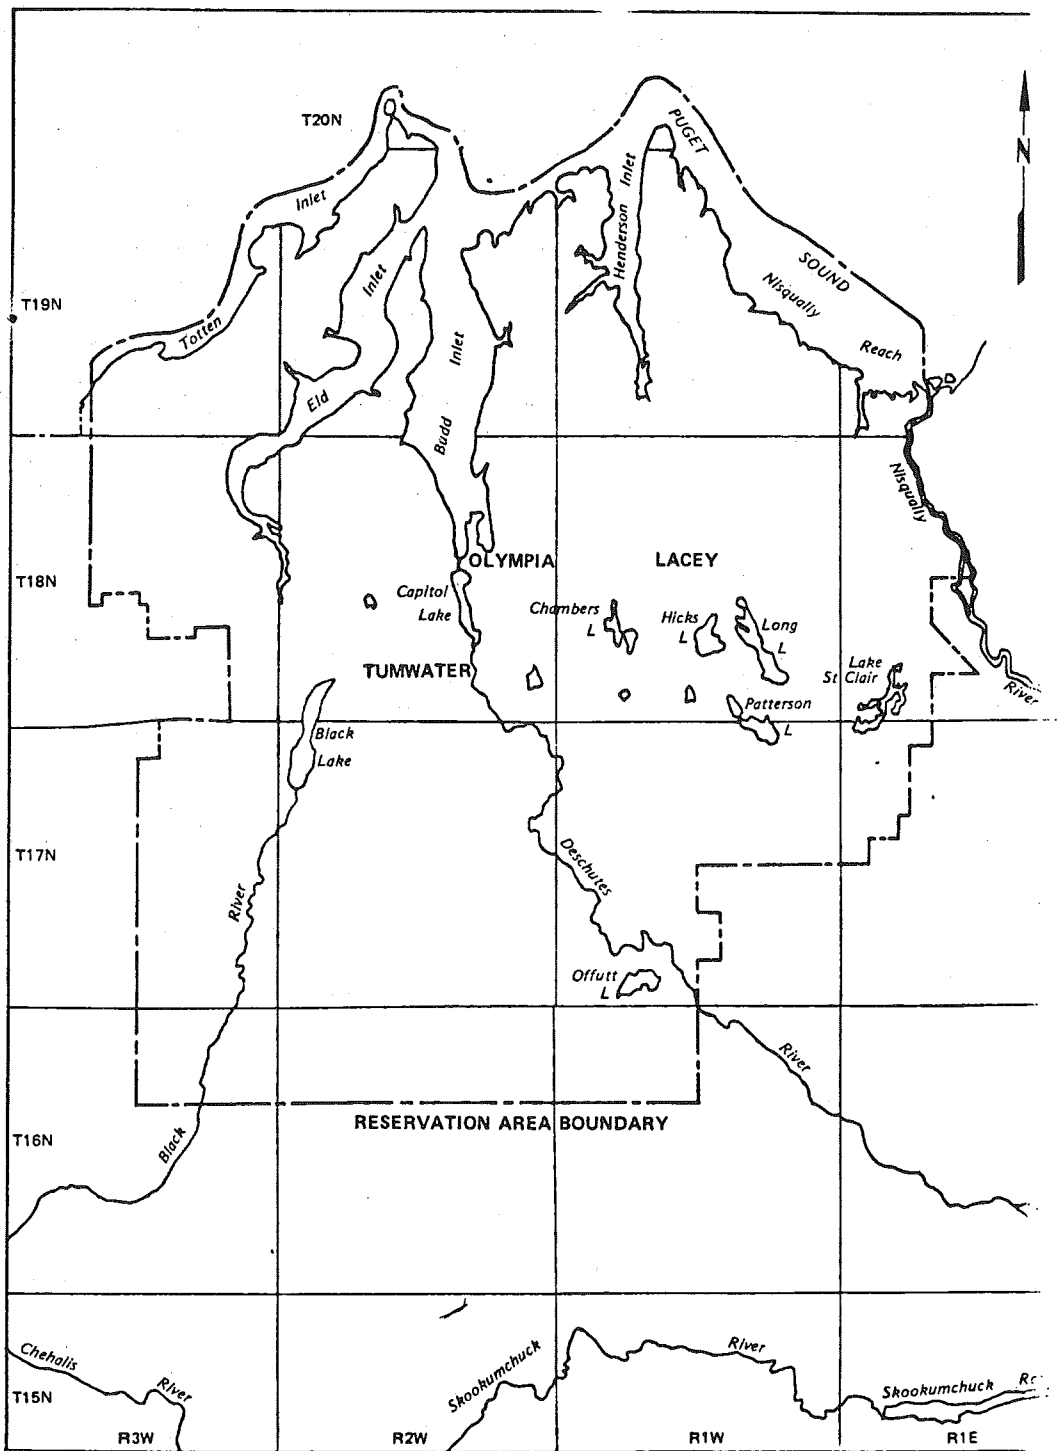 T20N
N
PUGET
SOUND
Inlet
Henderson Inlet
Nisqually
Reach
T19N
Totten
Inlet
Eld
Inlet
Budd
Nisqually
River
T18N
OLYMPIA
LACEY
Capitol
Lake
Chambers
L
Hicks
L
Long
L
TUMWATER
Lake
St Clair
Patterson
L
Black
Lake
T17N
Deschutes
River
River
Black
Offutt
L
RESERVATION AREA BOUNDARY
T16N
Chehalis
River
Skookumchuck
River
Skookumchuck
T15N
R3W
R2W
R1W
R1E